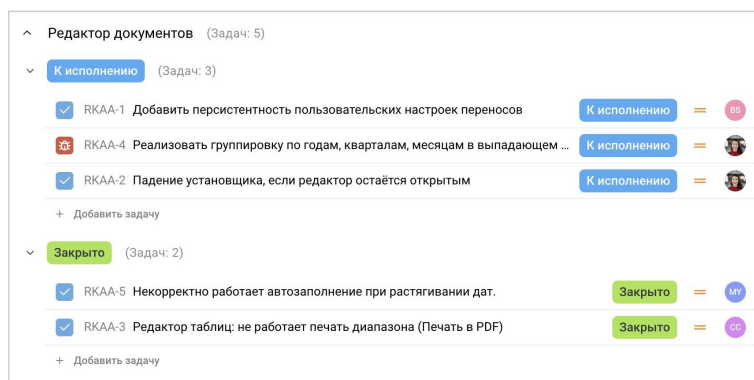 Редактор документов (Задач: 5)
К исполнению (Задач: 3)
RKAA-1 Добавить персистентность пользовательских настроек переносов К исполнению BS
RKAA-4 Реализовать группировку по годам, кварталам, месяцам в выпадающем ... К исполнению
RKAA-2 Падение установщика, если редактор остаётся открытым К исполнению
+ Добавить задачу
Закрыто (Задач: 2)
RKAA-5 Некорректно работает автозаполнение при растягивании дат. Закрыто MY
RKAA-3 Редактор таблиц: не работает печать диапазона (Печать в PDF) Закрыто CC
+ Добавить задачу